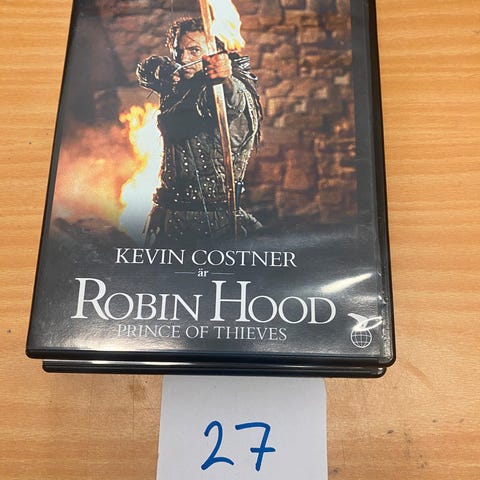 KEVIN COSTNER
är
ROBIN HOOD
PRINCE OF THIEVES
27